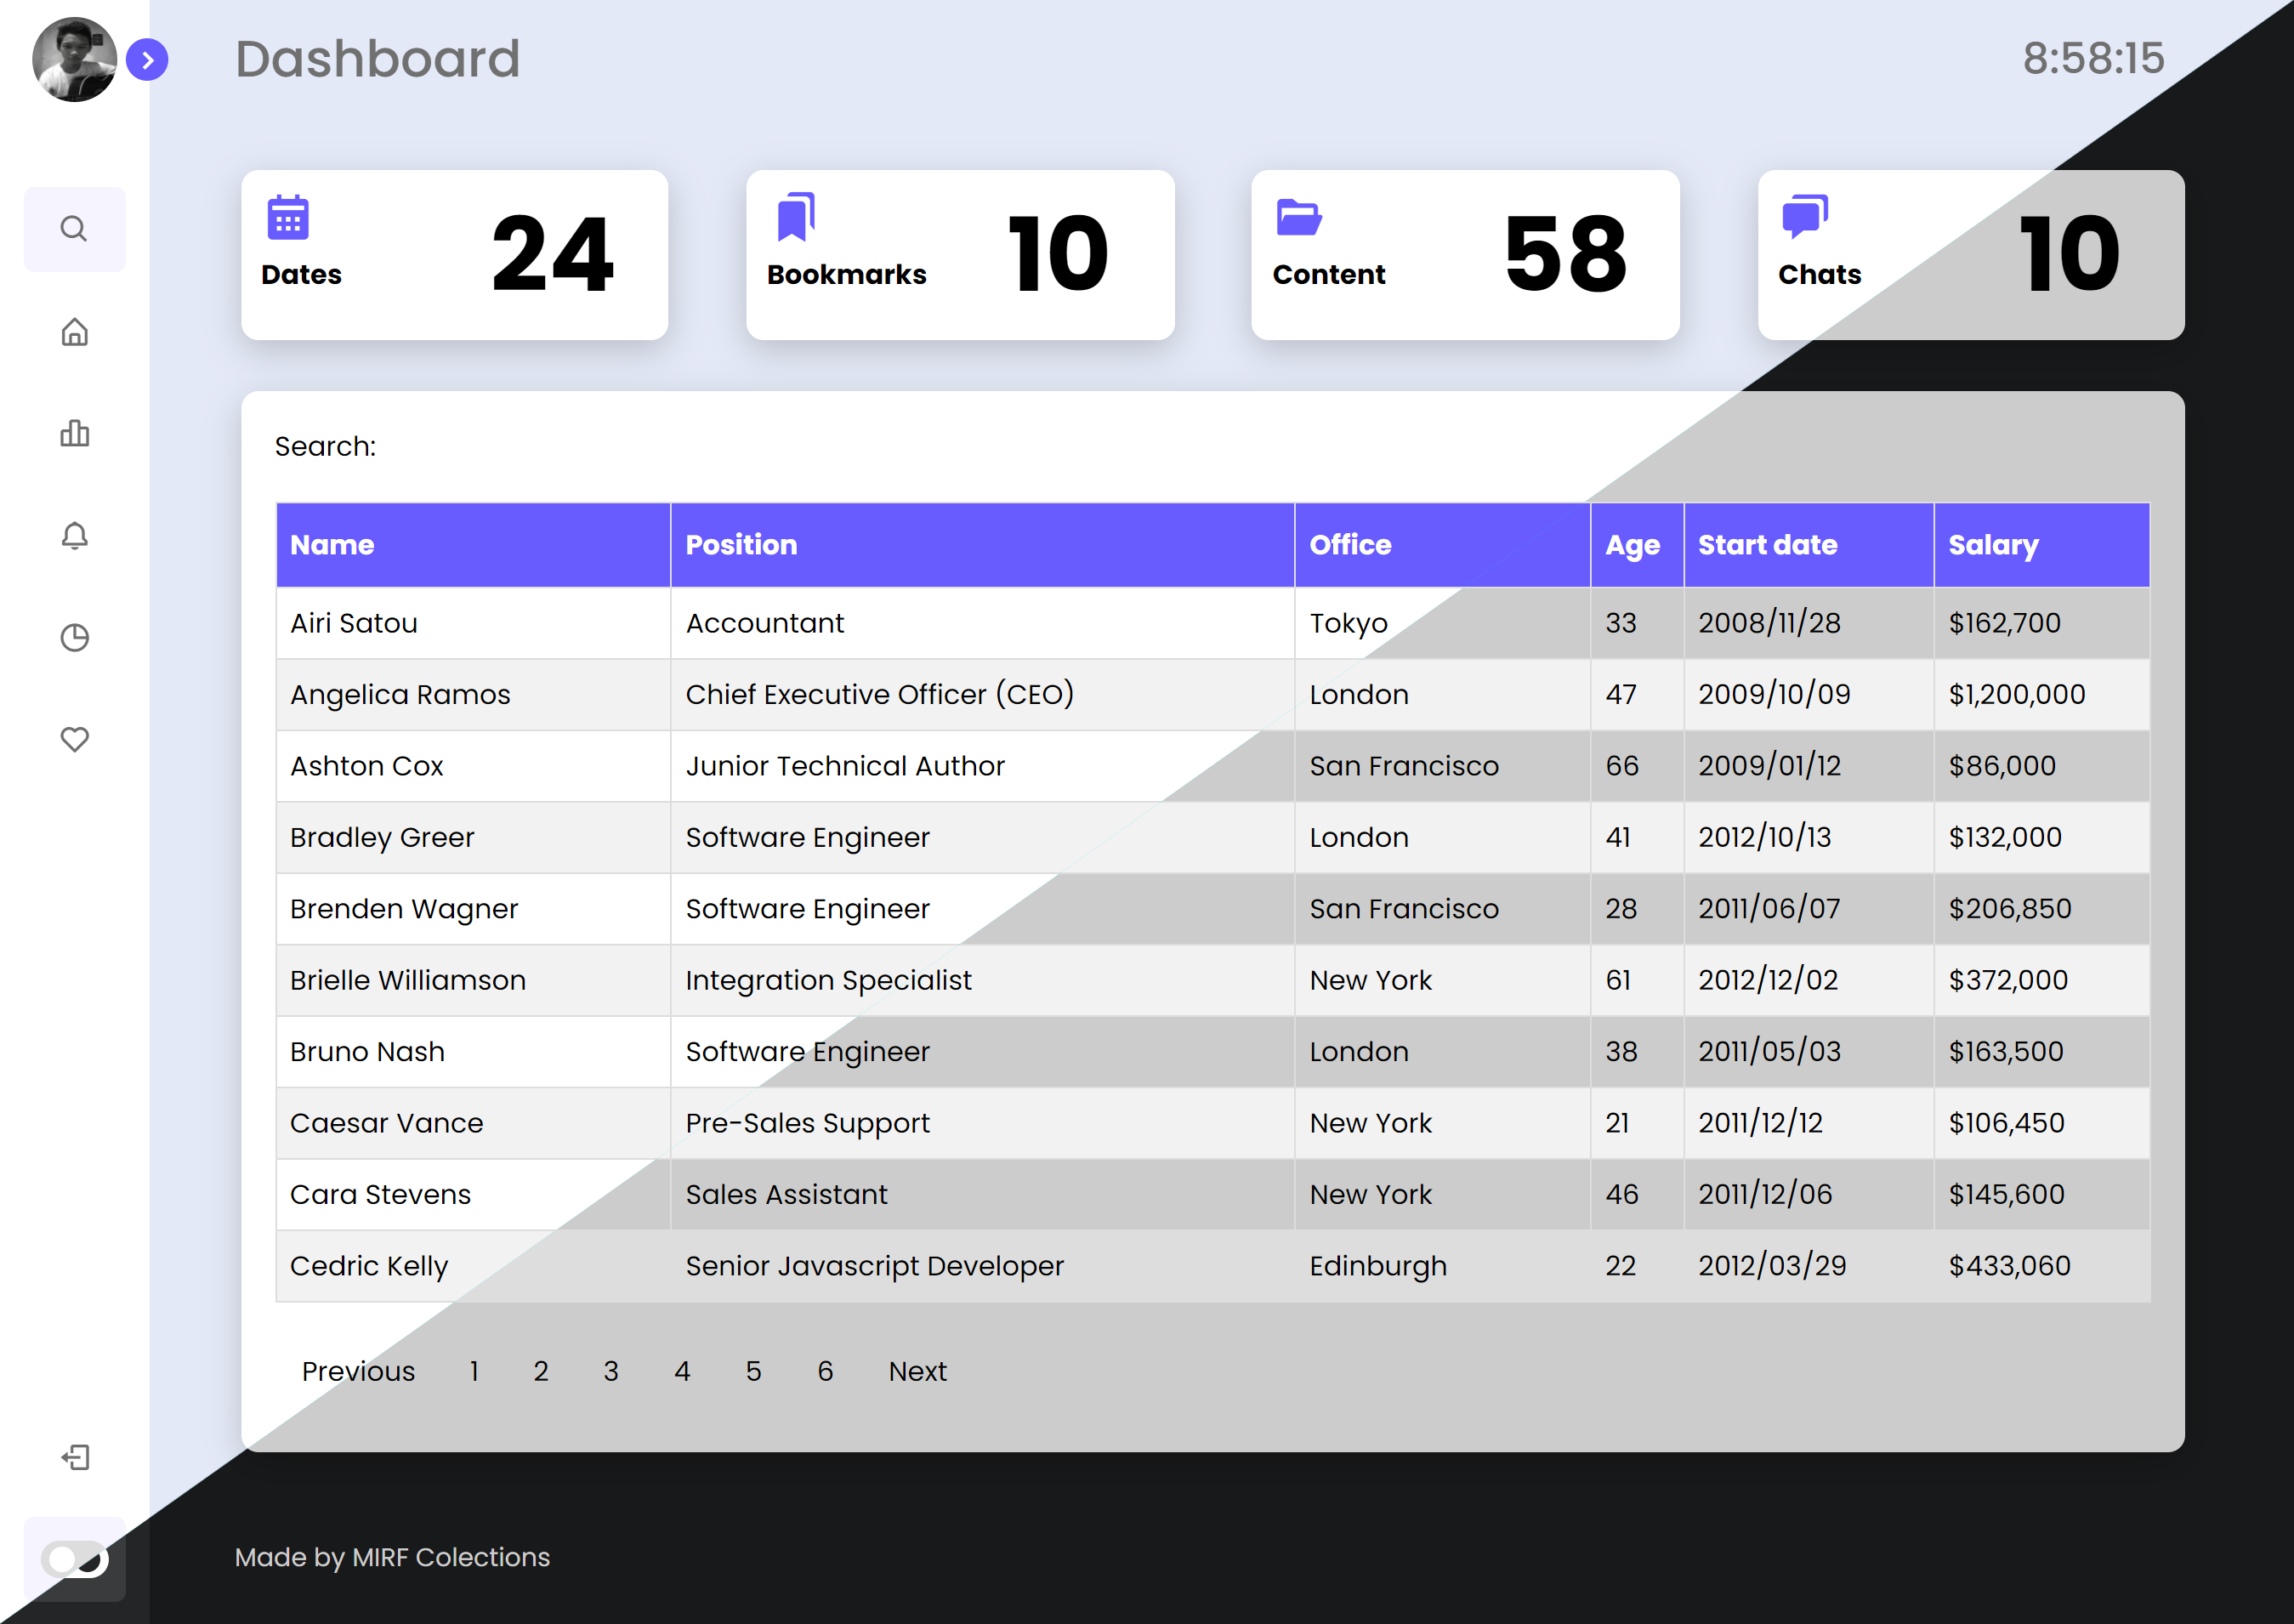 Dashboard 8:58:15
Dates 24 Bookmarks 10 Content 58 Chats 10
Search:
Name Position Office Age Start date Salary
Airi Satou Accountant Tokyo 33 2008/11/28 $162,700
Angelica Ramos Chief Executive Officer (CEO) London 47 2009/10/09 $1,200,000
Ashton Cox Junior Technical Author San Francisco 66 2009/01/12 $86,000
Bradley Greer Software Engineer London 41 2012/10/13 $132,000
Brenden Wagner Software Engineer San Francisco 28 2011/06/07 $206,850
Brielle Williamson Integration Specialist New York 61 2012/12/02 $372,000
Bruno Nash Software Engineer London 38 2011/05/03 $163,500
Caesar Vance Pre-Sales Support New York 21 2011/12/12 $106,450
Cara Stevens Sales Assistant New York 46 2011/12/06 $145,600
Cedric Kelly Senior Javascript Developer Edinburgh 22 2012/03/29 $433,060
Previous 1 2 3 4 5 6 Next
Made by MIRF Colections